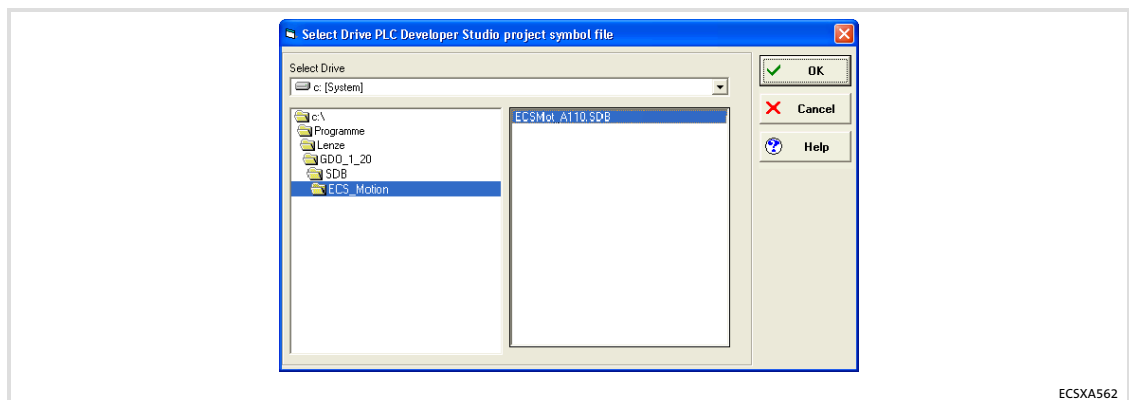 Select Drive PLC Developer Studio project symbol file
Select Drive
c: [System]
c:\
Programme
Lenze
GDO_1_20
SDB
ECS_Motion
ECSMot_A110.SDB
OK
Cancel
Help
ECSXA562